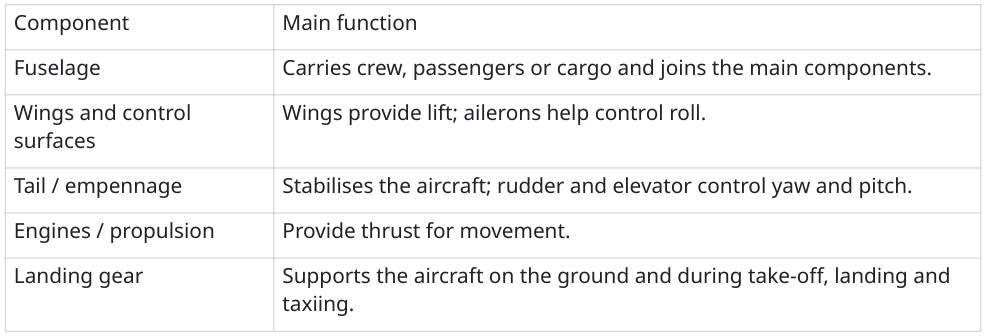 Component
Main function
Fuselage
Carries crew, passengers or cargo and joins the main components.
Wings and control
surfaces
Wings provide lift; ailerons help control roll.
Tail / empennage
Stabilises the aircraft; rudder and elevator control yaw and pitch.
Engines / propulsion
Provide thrust for movement.
Landing gear
Supports the aircraft on the ground and during take-off, landing and
taxiing.